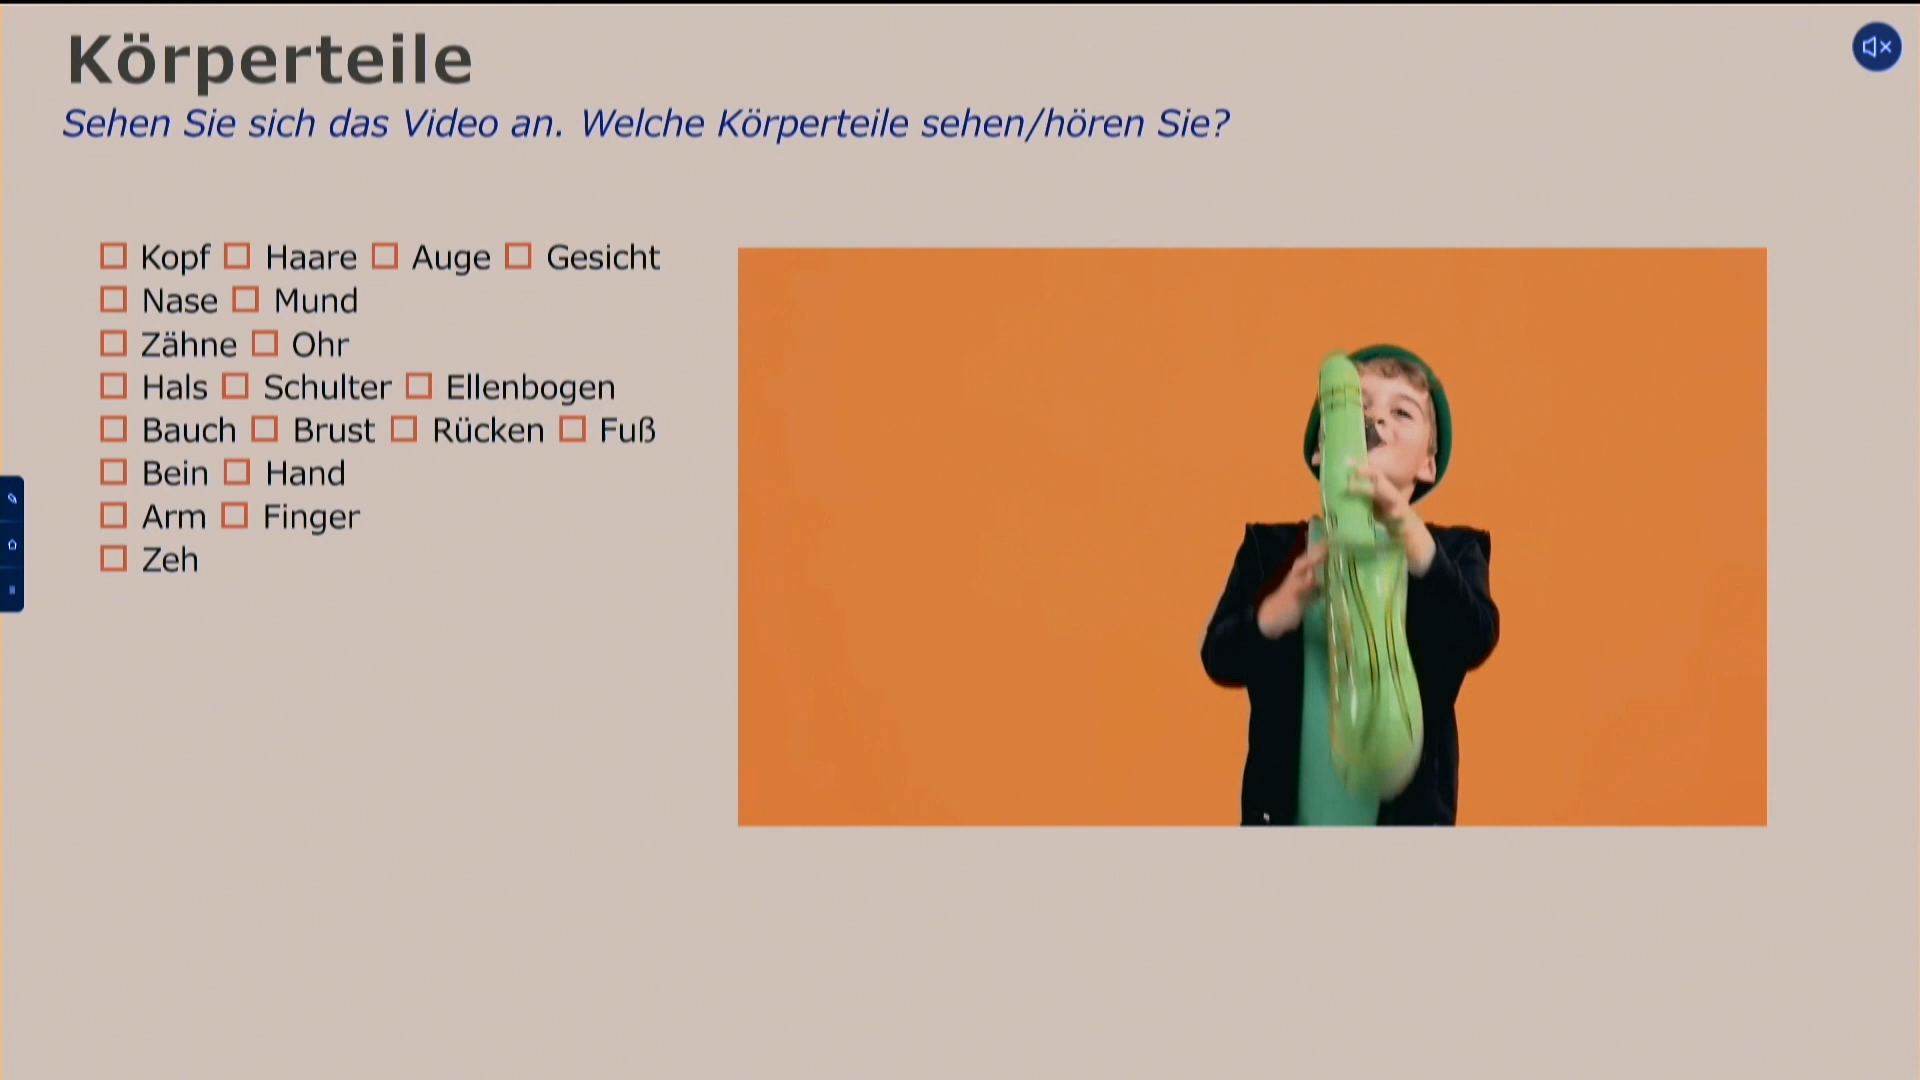 Körperteile
Sehen Sie sich das Video an. Welche Körperteile sehen/hören Sie?
☐ Kopf ☐ Haare ☐ Auge ☐ Gesicht
☐ Nase ☐ Mund
☐ Zähne ☐ Ohr
☐ Hals ☐ Schulter ☐ Ellenbogen
☐ Bauch ☐ Brust ☐ Rücken ☐ Fuß
☐ Bein ☐ Hand
☐ Arm ☐ Finger
☐ Zeh